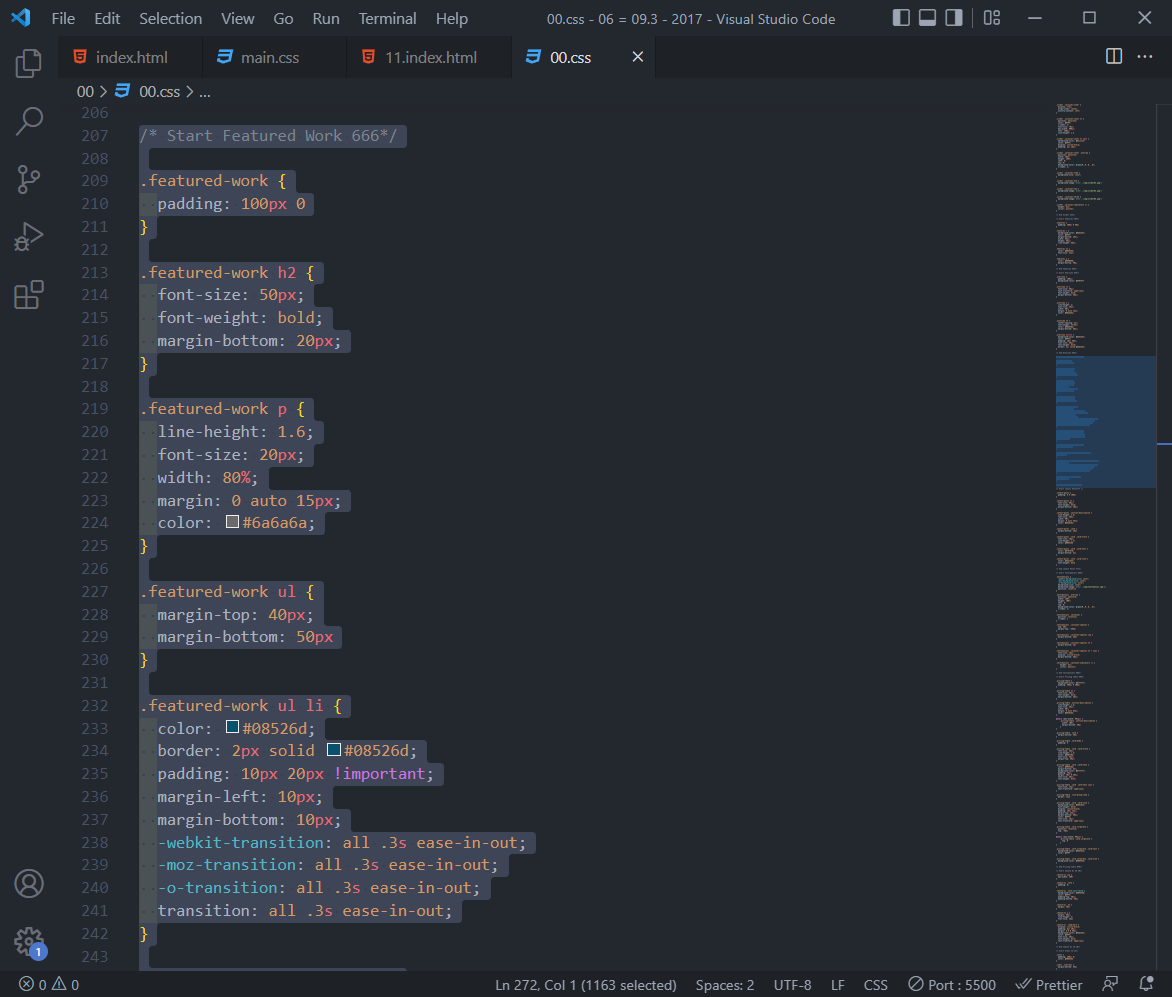 File Edit Selection View Go Run Terminal Help 00.css - 06 = 09.3 - 2017 - Visual Studio Code
index.html main.css 11.index.html 00.css
00 > 00.css > ...
206
207 /* Start Featured Work 666*/
208
209 .featured-work {
210 padding: 100px 0
211 }
212
213 .featured-work h2 {
214 font-size: 50px;
215 font-weight: bold;
216 margin-bottom: 20px;
217 }
218
219 .featured-work p {
220 line-height: 1.6;
221 font-size: 20px;
222 width: 80%;
223 margin: 0 auto 15px;
224 color: #6a6a6a;
225 }
226
227 .featured-work ul {
228 margin-top: 40px;
229 margin-bottom: 50px
230 }
231
232 .featured-work ul li {
233 color: #08526d;
234 border: 2px solid #08526d;
235 padding: 10px 20px !important;
236 margin-left: 10px;
237 margin-bottom: 10px;
238 -webkit-transition: all .3s ease-in-out;
239 -moz-transition: all .3s ease-in-out;
240 -o-transition: all .3s ease-in-out;
241 transition: all .3s ease-in-out;
242 }
243
1
0 0 Ln 272, Col 1 (1163 selected) Spaces: 2 UTF-8 LF CSS Port : 5500 Prettier